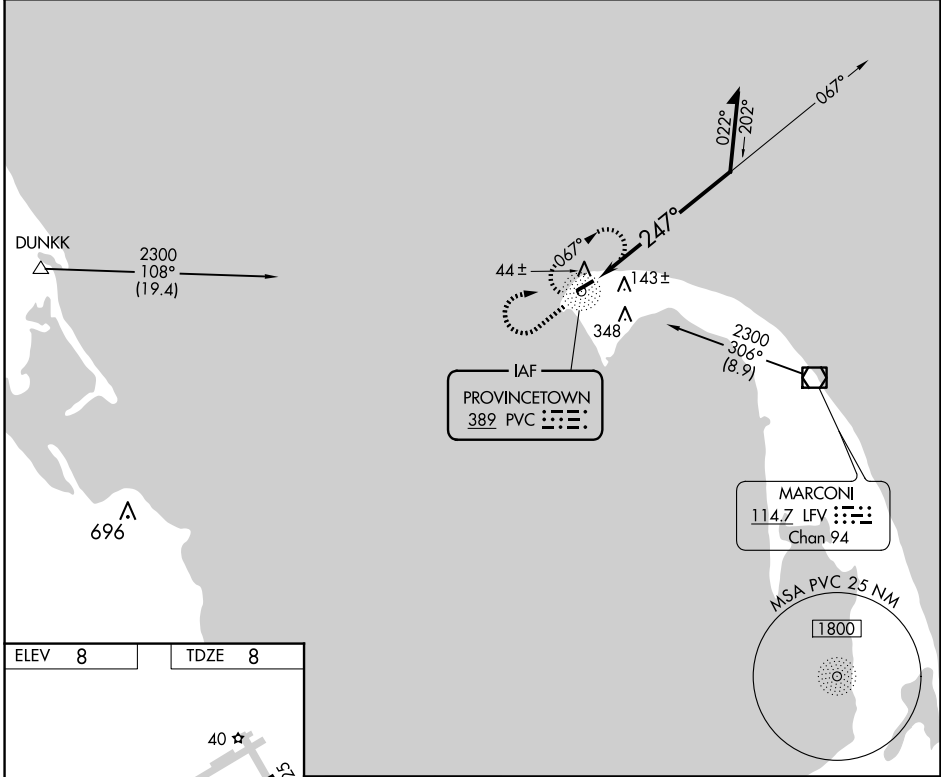 067°
022°
202°
247°
DUNKK
2300
108°
(19.4)
067°
44 ±
143 ±
348
2300
306°
(8.9)
IAF
PROVINCETOWN
389 PVC
MARCONI
114.7 LFV
Chan 94
696
MSA PVC 25 NM
1800
ELEV 8
TDZE 8
40
25